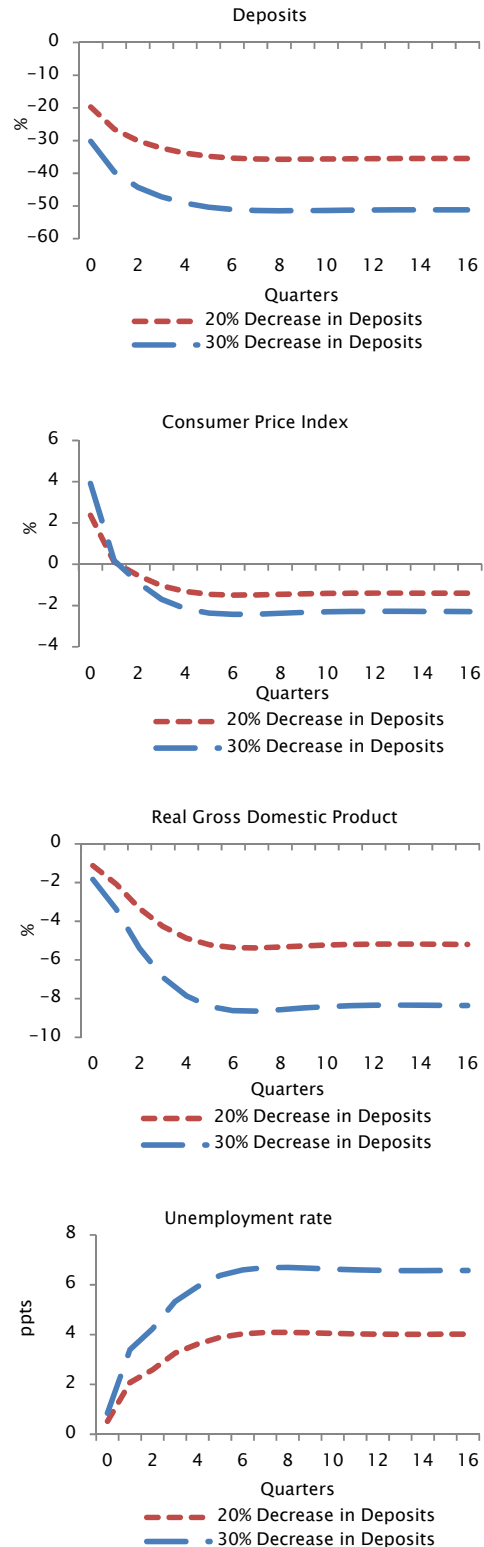 Deposits
0
−10
−20
−30
−40
−50
−60
%
0 2 4 6 8 10 12 14 16
Quarters
20% Decrease in Deposits
30% Decrease in Deposits
Consumer Price Index
6
4
2
0
−2
−4
%
0 2 4 6 8 10 12 14 16
Quarters
20% Decrease in Deposits
30% Decrease in Deposits
Real Gross Domestic Product
0
−2
−4
−6
−8
−10
%
0 2 4 6 8 10 12 14 16
Quarters
20% Decrease in Deposits
30% Decrease in Deposits
Unemployment rate
8
6
4
2
0
ppts
0 2 4 6 8 10 12 14 16
Quarters
20% Decrease in Deposits
30% Decrease in Deposits